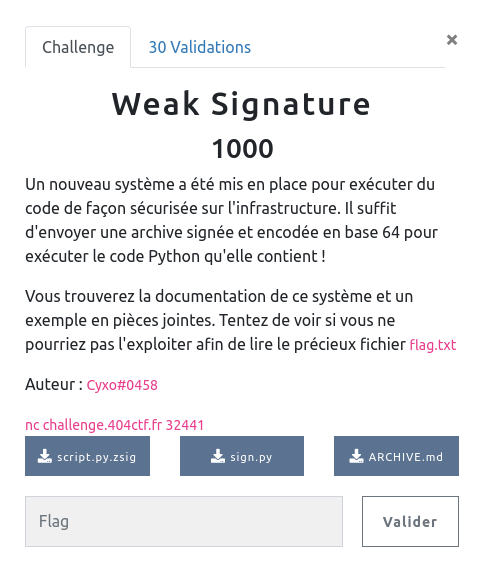 Challenge
30 Validations
×
Weak Signature
1000
Un nouveau système a été mis en place pour exécuter du
code de façon sécurisée sur l'infrastructure. Il suffit
d'envoyer une archive signée et encodée en base 64 pour
exécuter le code Python qu'elle contient !
Vous trouverez la documentation de ce système et un
exemple en pièces jointes. Tentez de voir si vous ne
pourriez pas l'exploiter afin de lire le précieux fichier flag.txt
Auteur : Cyxo#0458
nc challenge.404ctf.fr 32441
script.py.zsig
sign.py
ARCHIVE.md
Flag
Valider